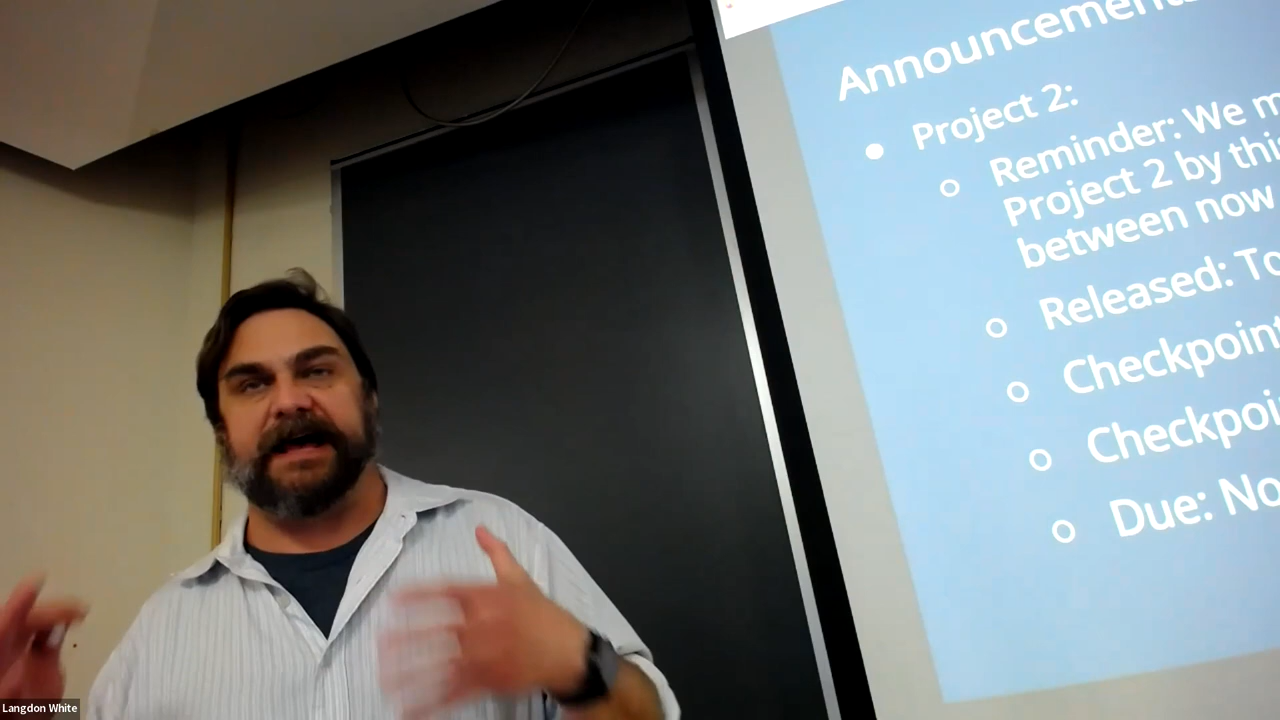 Announcement
Project 2:
Reminder: We m
Project 2 by thi
between now
Released: To
Checkpoint
Checkpoi
Due: No
Langdon White